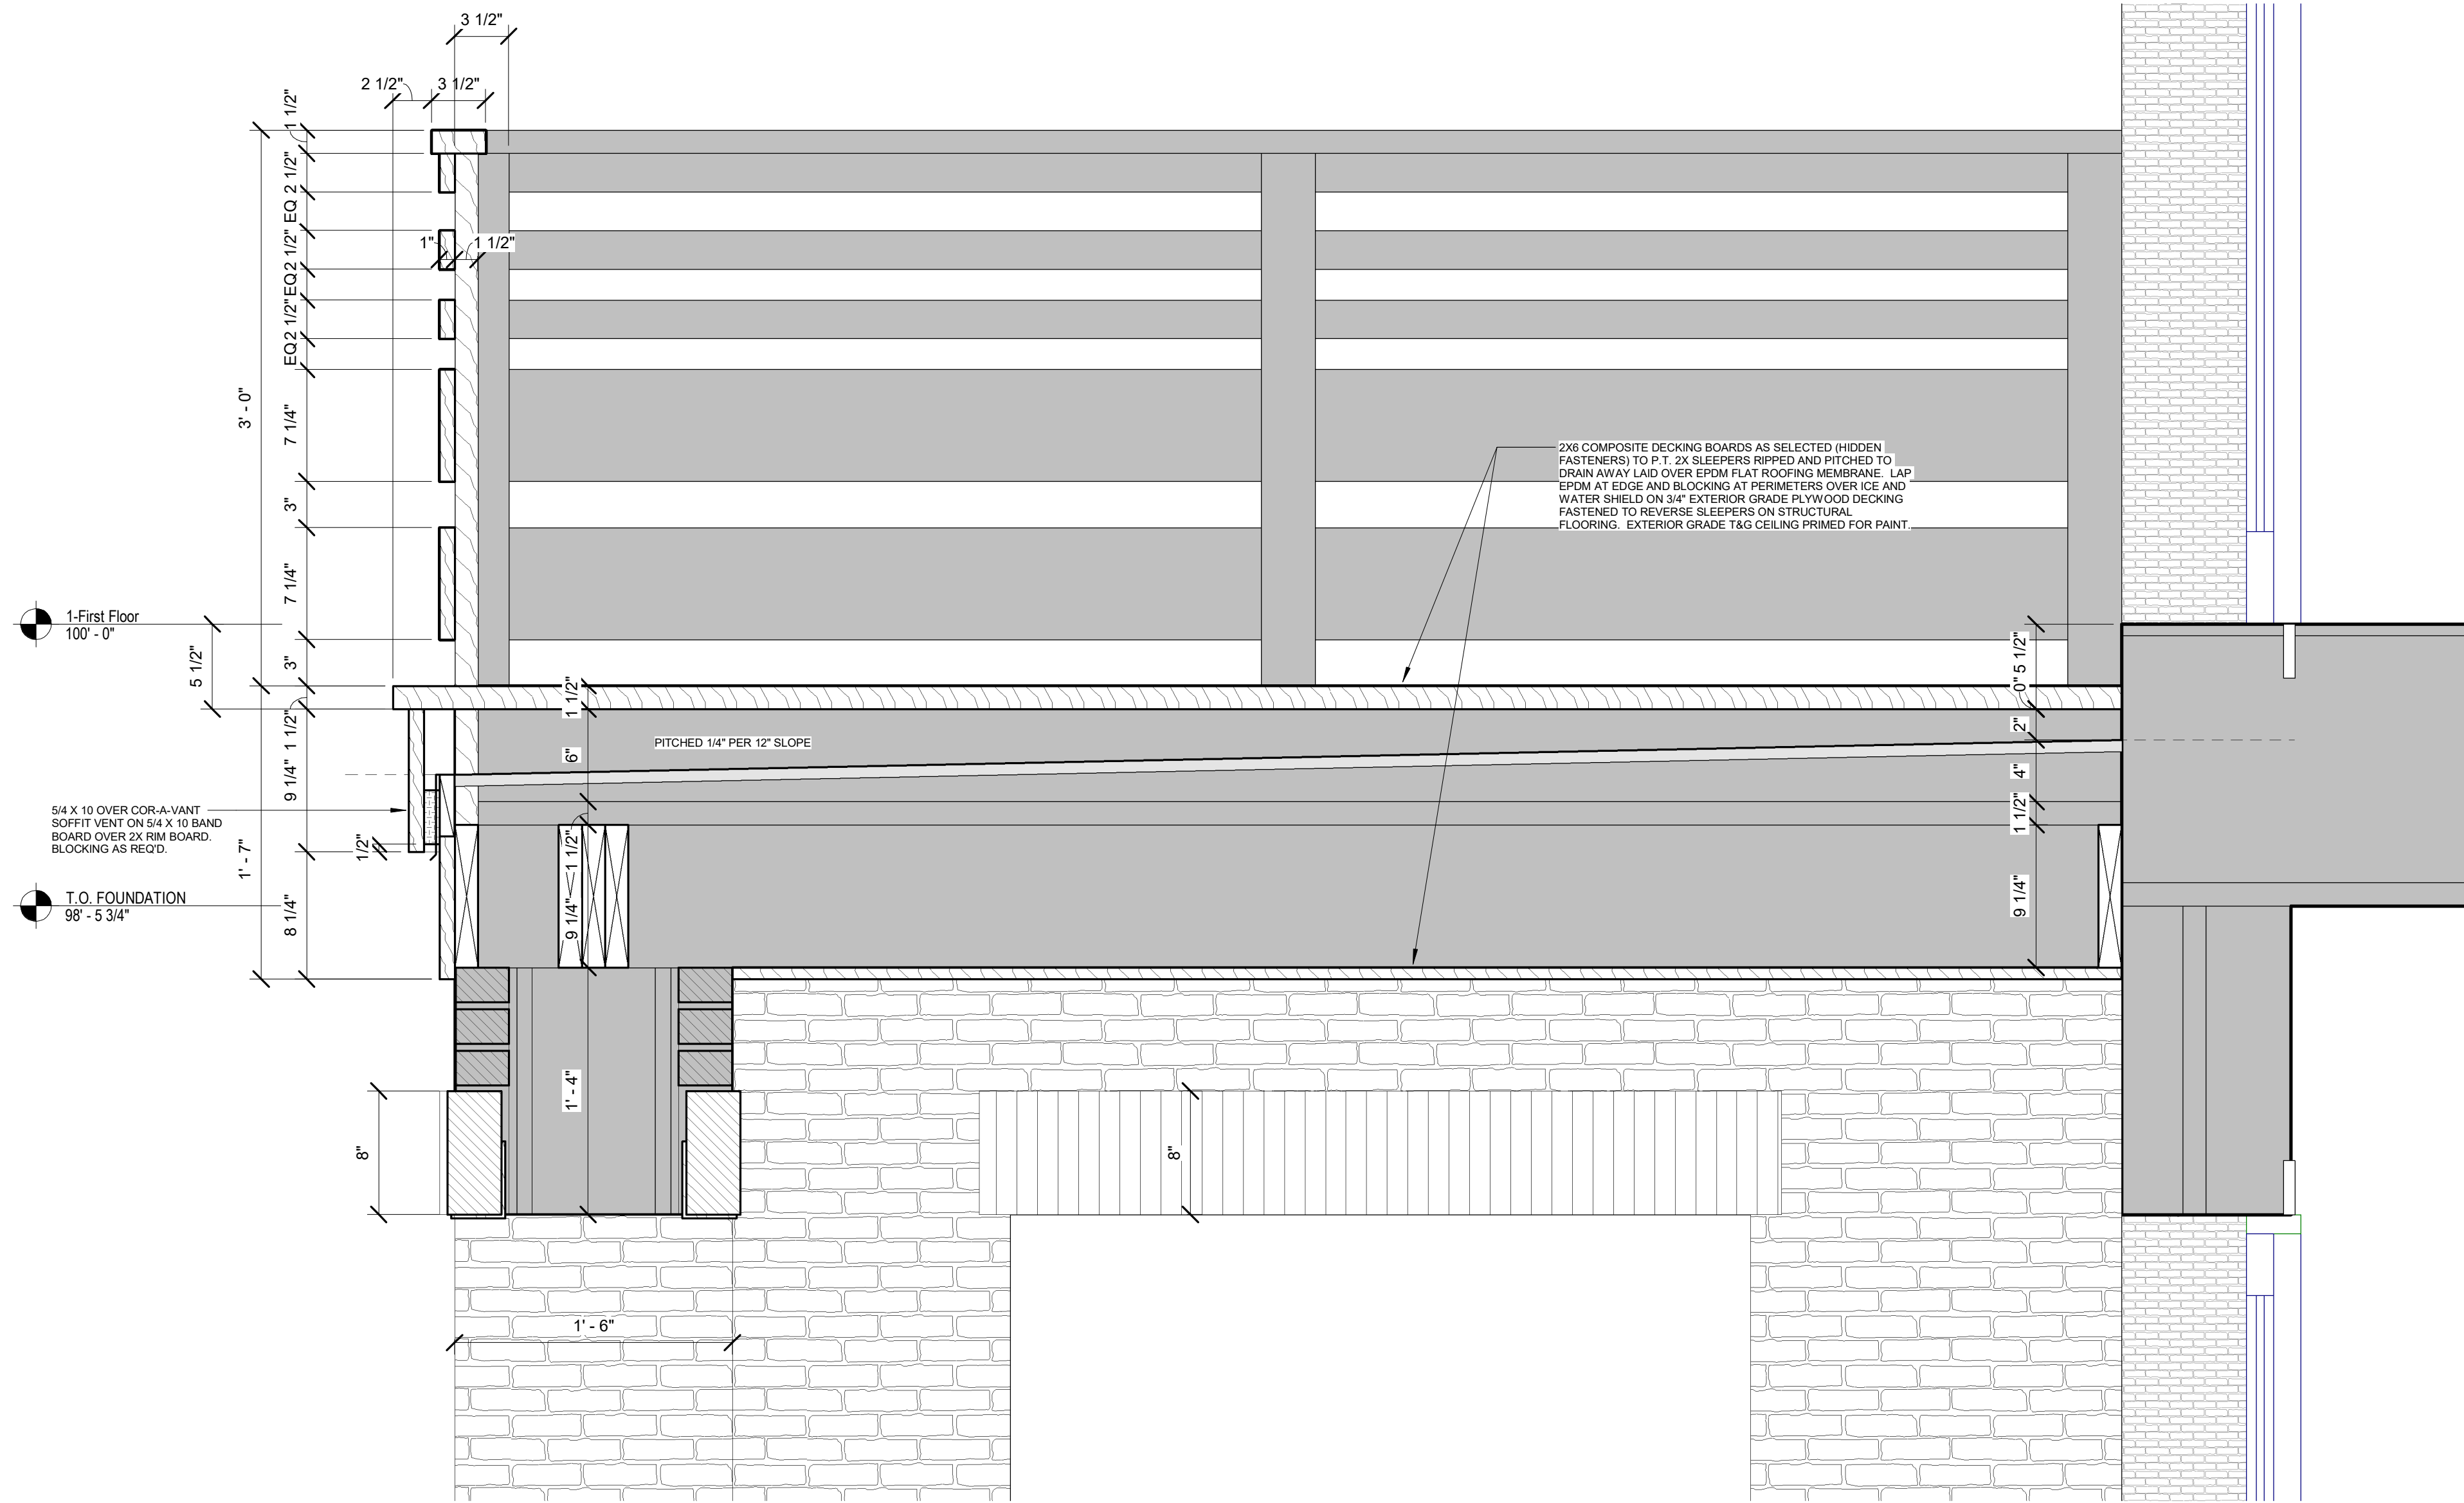 3 1/2"
2 1/2"
3 1/2"
1 1/2"
2 1/2"
EQ
2 1/2"
EQ
2 1/2"
EQ
7 1/4"
3"
7 1/4"
3"
1 1/2"
9 1/4"
8 1/4"
3' - 0"
1' - 7"
5 1/2"
1/2"
1"
1 1/2"
1-First Floor
100' - 0"
T.O. FOUNDATION
98' - 5 3/4"
2X6 COMPOSITE DECKING BOARDS AS SELECTED (HIDDEN
FASTENERS) TO P.T. 2X SLEEPERS RIPPED AND PITCHED TO
DRAIN AWAY LAID OVER EPDM FLAT ROOFING MEMBRANE. LAP
EPDM AT EDGE AND BLOCKING AT PERIMETERS OVER ICE AND
WATER SHIELD ON 3/4" EXTERIOR GRADE PLYWOOD DECKING
FASTENED TO REVERSE SLEEPERS ON STRUCTURAL
FLOORING. EXTERIOR GRADE T&G CEILING PRIMED FOR PAINT.
PITCHED 1/4" PER 12" SLOPE
5/4 X 10 OVER COR-A-VANT
SOFFIT VENT ON 5/4 X 10 BAND
BOARD OVER 2X RIM BOARD.
BLOCKING AS REQ'D.
1 1/2"
6"
1 1/2"
9 1/4"
1' - 4"
5 1/2"
0"
2"
4"
1 1/2"
9 1/4"
8"
8"
1' - 6"